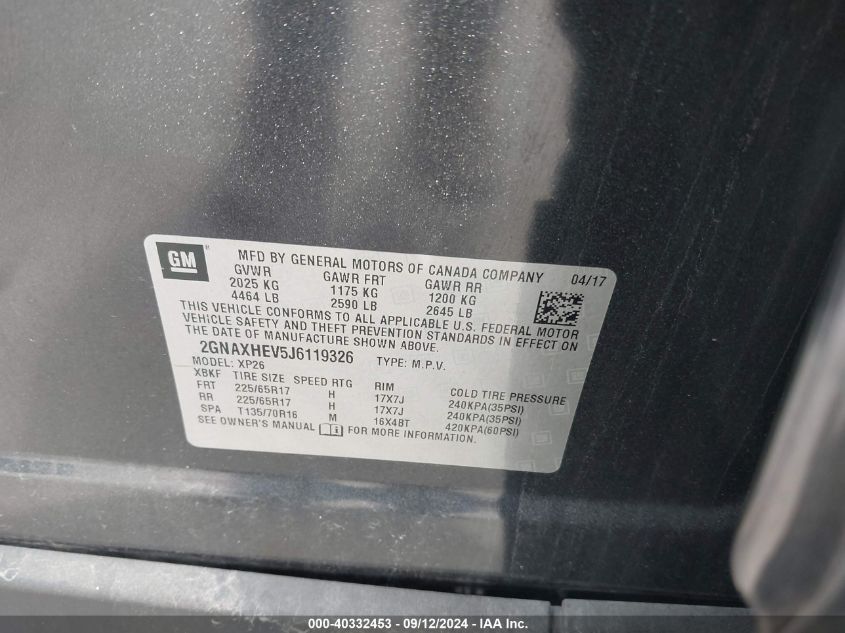 GM ® MFD BY GENERAL MOTORS OF CANADA COMPANY 04/17
GVWR GAWR FRT GAWR RR
2025 KG 1175 KG 1200 KG
4464 LB 2590 LB 2645 LB
THIS VEHICLE CONFORMS TO ALL APPLICABLE U.S. FEDERAL MOTOR
VEHICLE SAFETY AND THEFT PREVENTION STANDARDS IN EFFECT ON
THE DATE OF MANUFACTURE SHOWN ABOVE.
2GNAXHEV5J6119326 TYPE: M.P.V.
MODEL: XP26
XBKF TIRE SIZE SPEED RTG RIM COLD TIRE PRESSURE
FRT 225/65R17 H 17X7J 240KPA(35PSI)
RR 225/65R17 H 17X7J 240KPA(35PSI)
SPA T135/70R16 M 16X4BT 420KPA(60PSI)
SEE OWNER'S MANUAL FOR MORE INFORMATION.
000-40332453 - 09/12/2024 - IAA Inc.